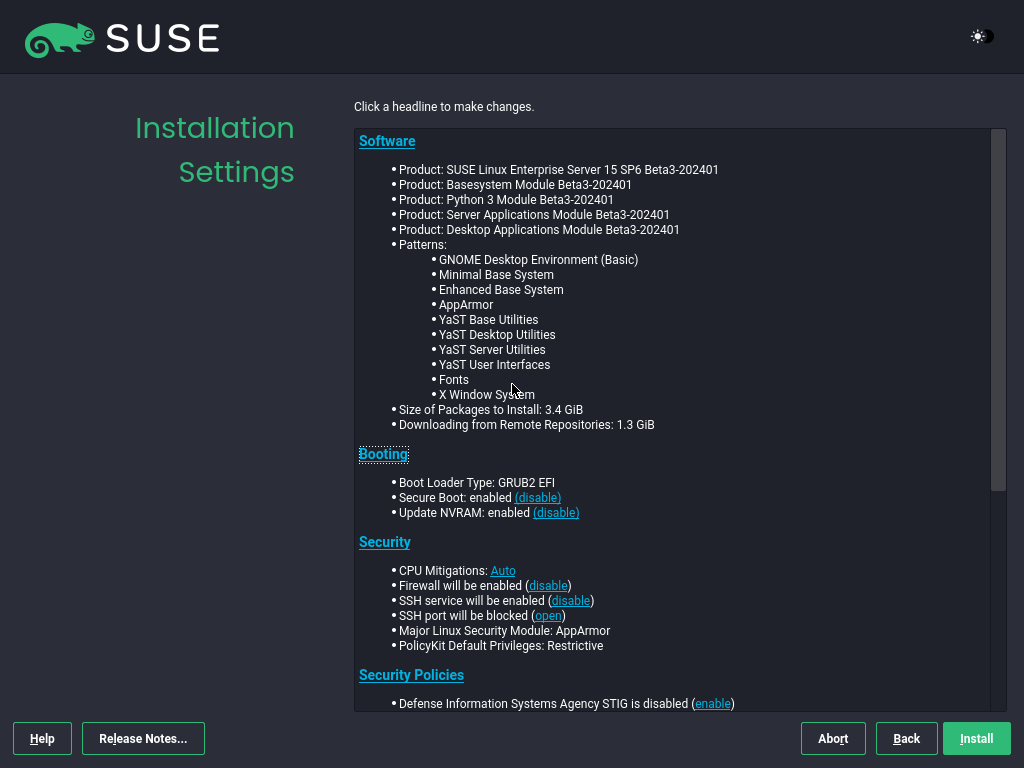 SUSE
Installation
Settings
Click a headline to make changes.
Software
• Product: SUSE Linux Enterprise Server 15 SP6 Beta3-202401
• Product: Basesystem Module Beta3-202401
• Product: Python 3 Module Beta3-202401
• Product: Server Applications Module Beta3-202401
• Product: Desktop Applications Module Beta3-202401
• Patterns:
• GNOME Desktop Environment (Basic)
• Minimal Base System
• Enhanced Base System
• AppArmor
• YaST Base Utilities
• YaST Desktop Utilities
• YaST Server Utilities
• YaST User Interfaces
• Fonts
• X Window System
• Size of Packages to Install: 3.4 GiB
• Downloading from Remote Repositories: 1.3 GiB
Booting
• Boot Loader Type: GRUB2 EFI
• Secure Boot: enabled (disable)
• Update NVRAM: enabled (disable)
Security
• CPU Mitigations: Auto
• Firewall will be enabled (disable)
• SSH service will be enabled (disable)
• SSH port will be blocked (open)
• Major Linux Security Module: AppArmor
• PolicyKit Default Privileges: Restrictive
Security Policies
• Defense Information Systems Agency STIG is disabled (enable)
Help Release Notes... Abort Back Install